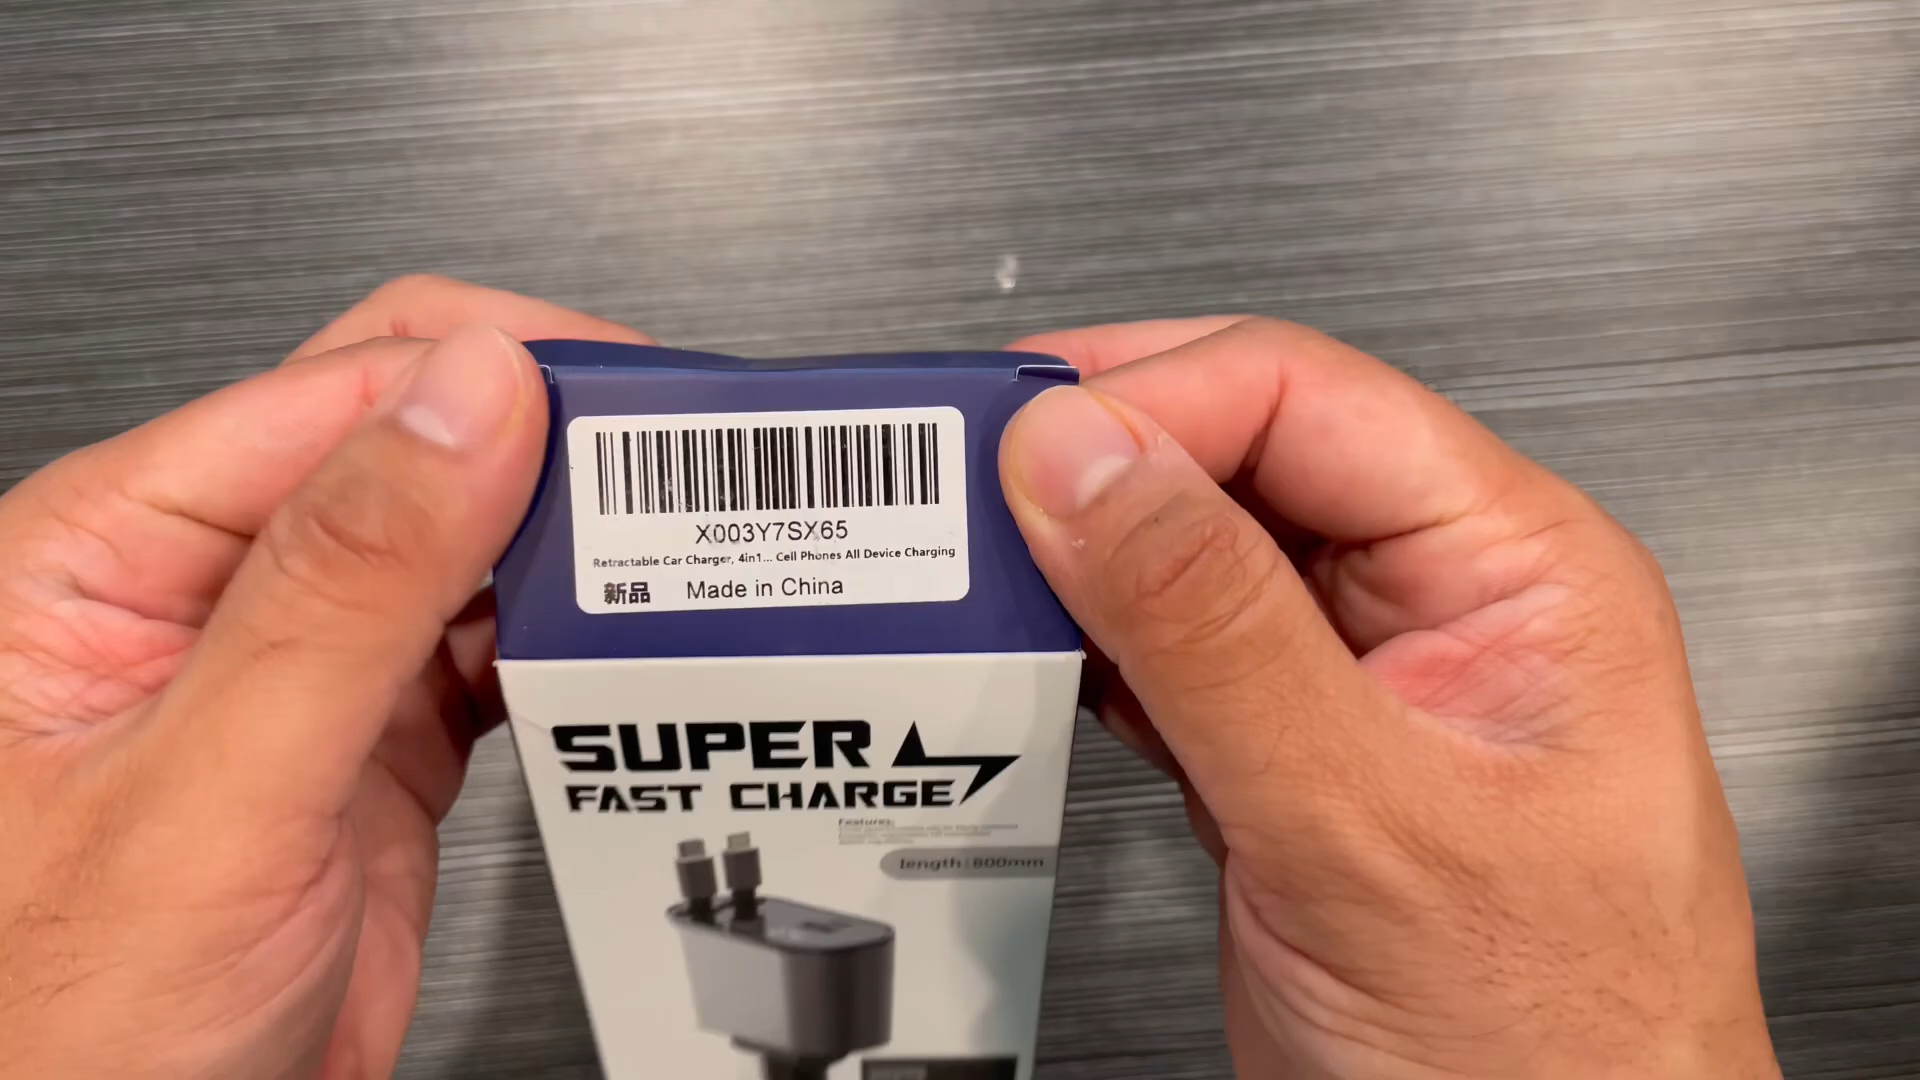 X003Y7SX65
Retractable Car Charger, 4in1... Cell Phones All Device Charging
新品 Made in China
SUPER
FAST CHARGE
Features:
length:800mm